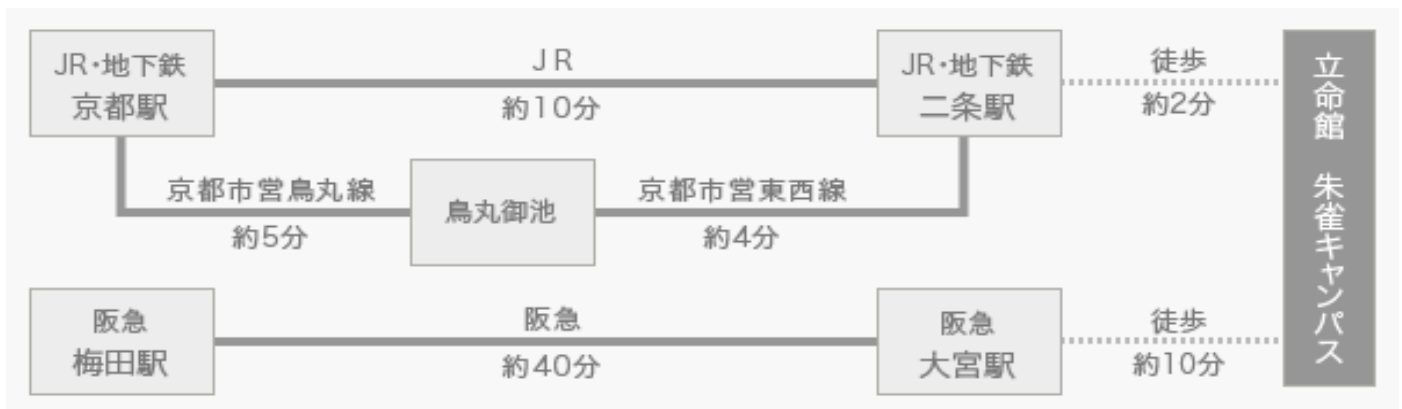 JR・地下鉄
京都駅
JR
約10分
JR・地下鉄
二条駅
徒歩
約2分
京都市営烏丸線
約5分
烏丸御池
京都市営東西線
約4分
阪急
梅田駅
阪急
約40分
阪急
大宮駅
徒歩
約10分
立命館 朱雀キャンパス